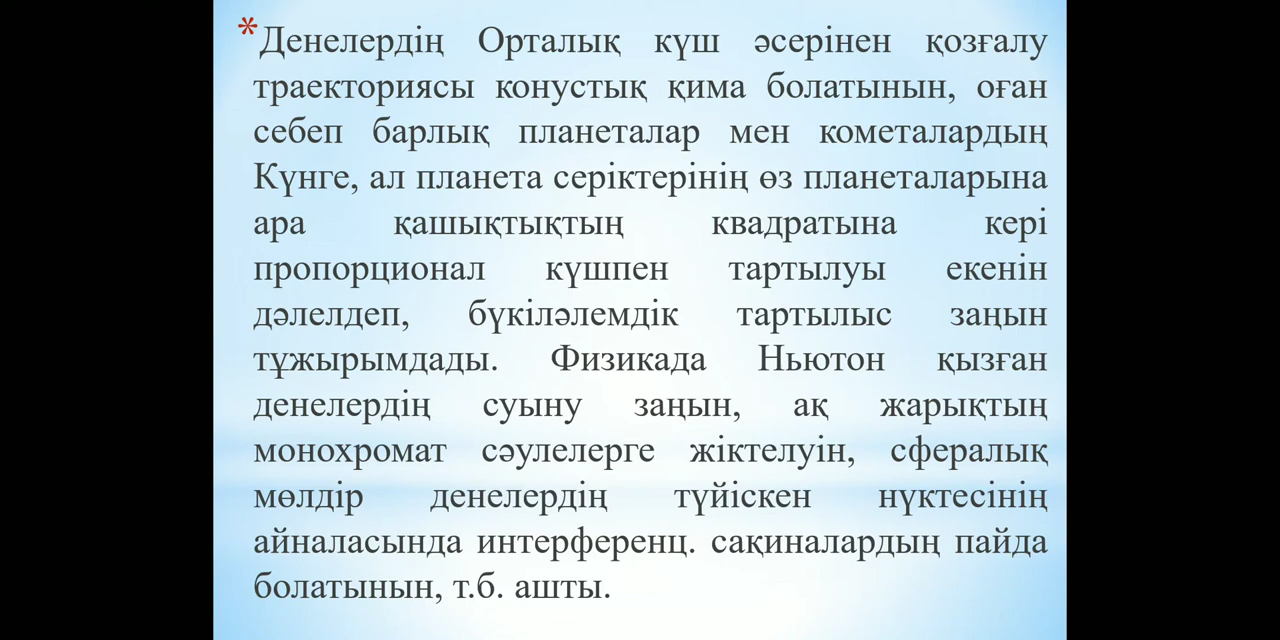 *Денелердің Орталық күш әсерінен қозғалу
траекториясы конустық қима болатынын, оған
себеп барлық планеталар мен кометалардың
Күнге, ал планета серіктерінің өз планеталарына
ара қашықтықтың квадратына кері
пропорционал күшпен тартылуы екенін
дәлелдеп, бүкіләлемдік тартылыс заңын
тұжырымдады. Физикада Ньютон қызған
денелердің суыну заңын, ақ жарықтың
монохромат сәулелерге жіктелуін, сфералық
мөлдір денелердің түйіскен нүктесінің
айналасында интерференц. сақиналардың пайда
болатынын, т.б. ашты.